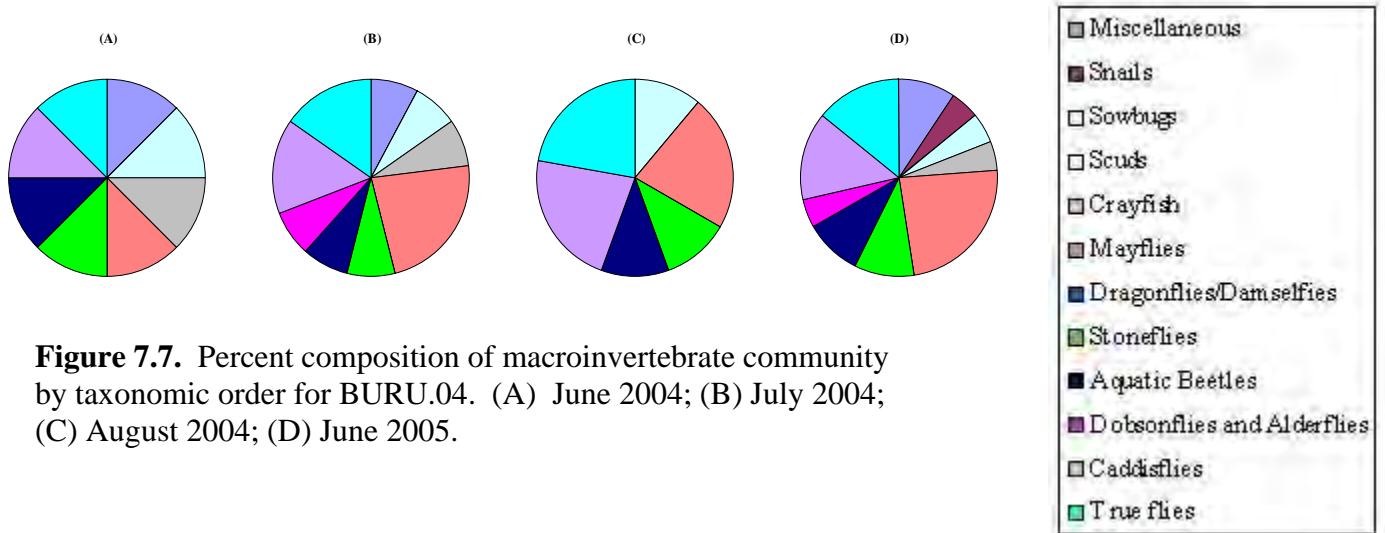 (A)
(B)
(C)
(D)
Miscellaneous
Snails
Sowbugs
Scuds
Crayfish
Mayflies
Dragonflies/Damselfies
Stoneflies
Aquatic Beetles
Dobsonflies and Alderflies
Caddisflies
True flies
Figure 7.7. Percent composition of macroinvertebrate community
by taxonomic order for BURU.04. (A) June 2004; (B) July 2004;
(C) August 2004; (D) June 2005.